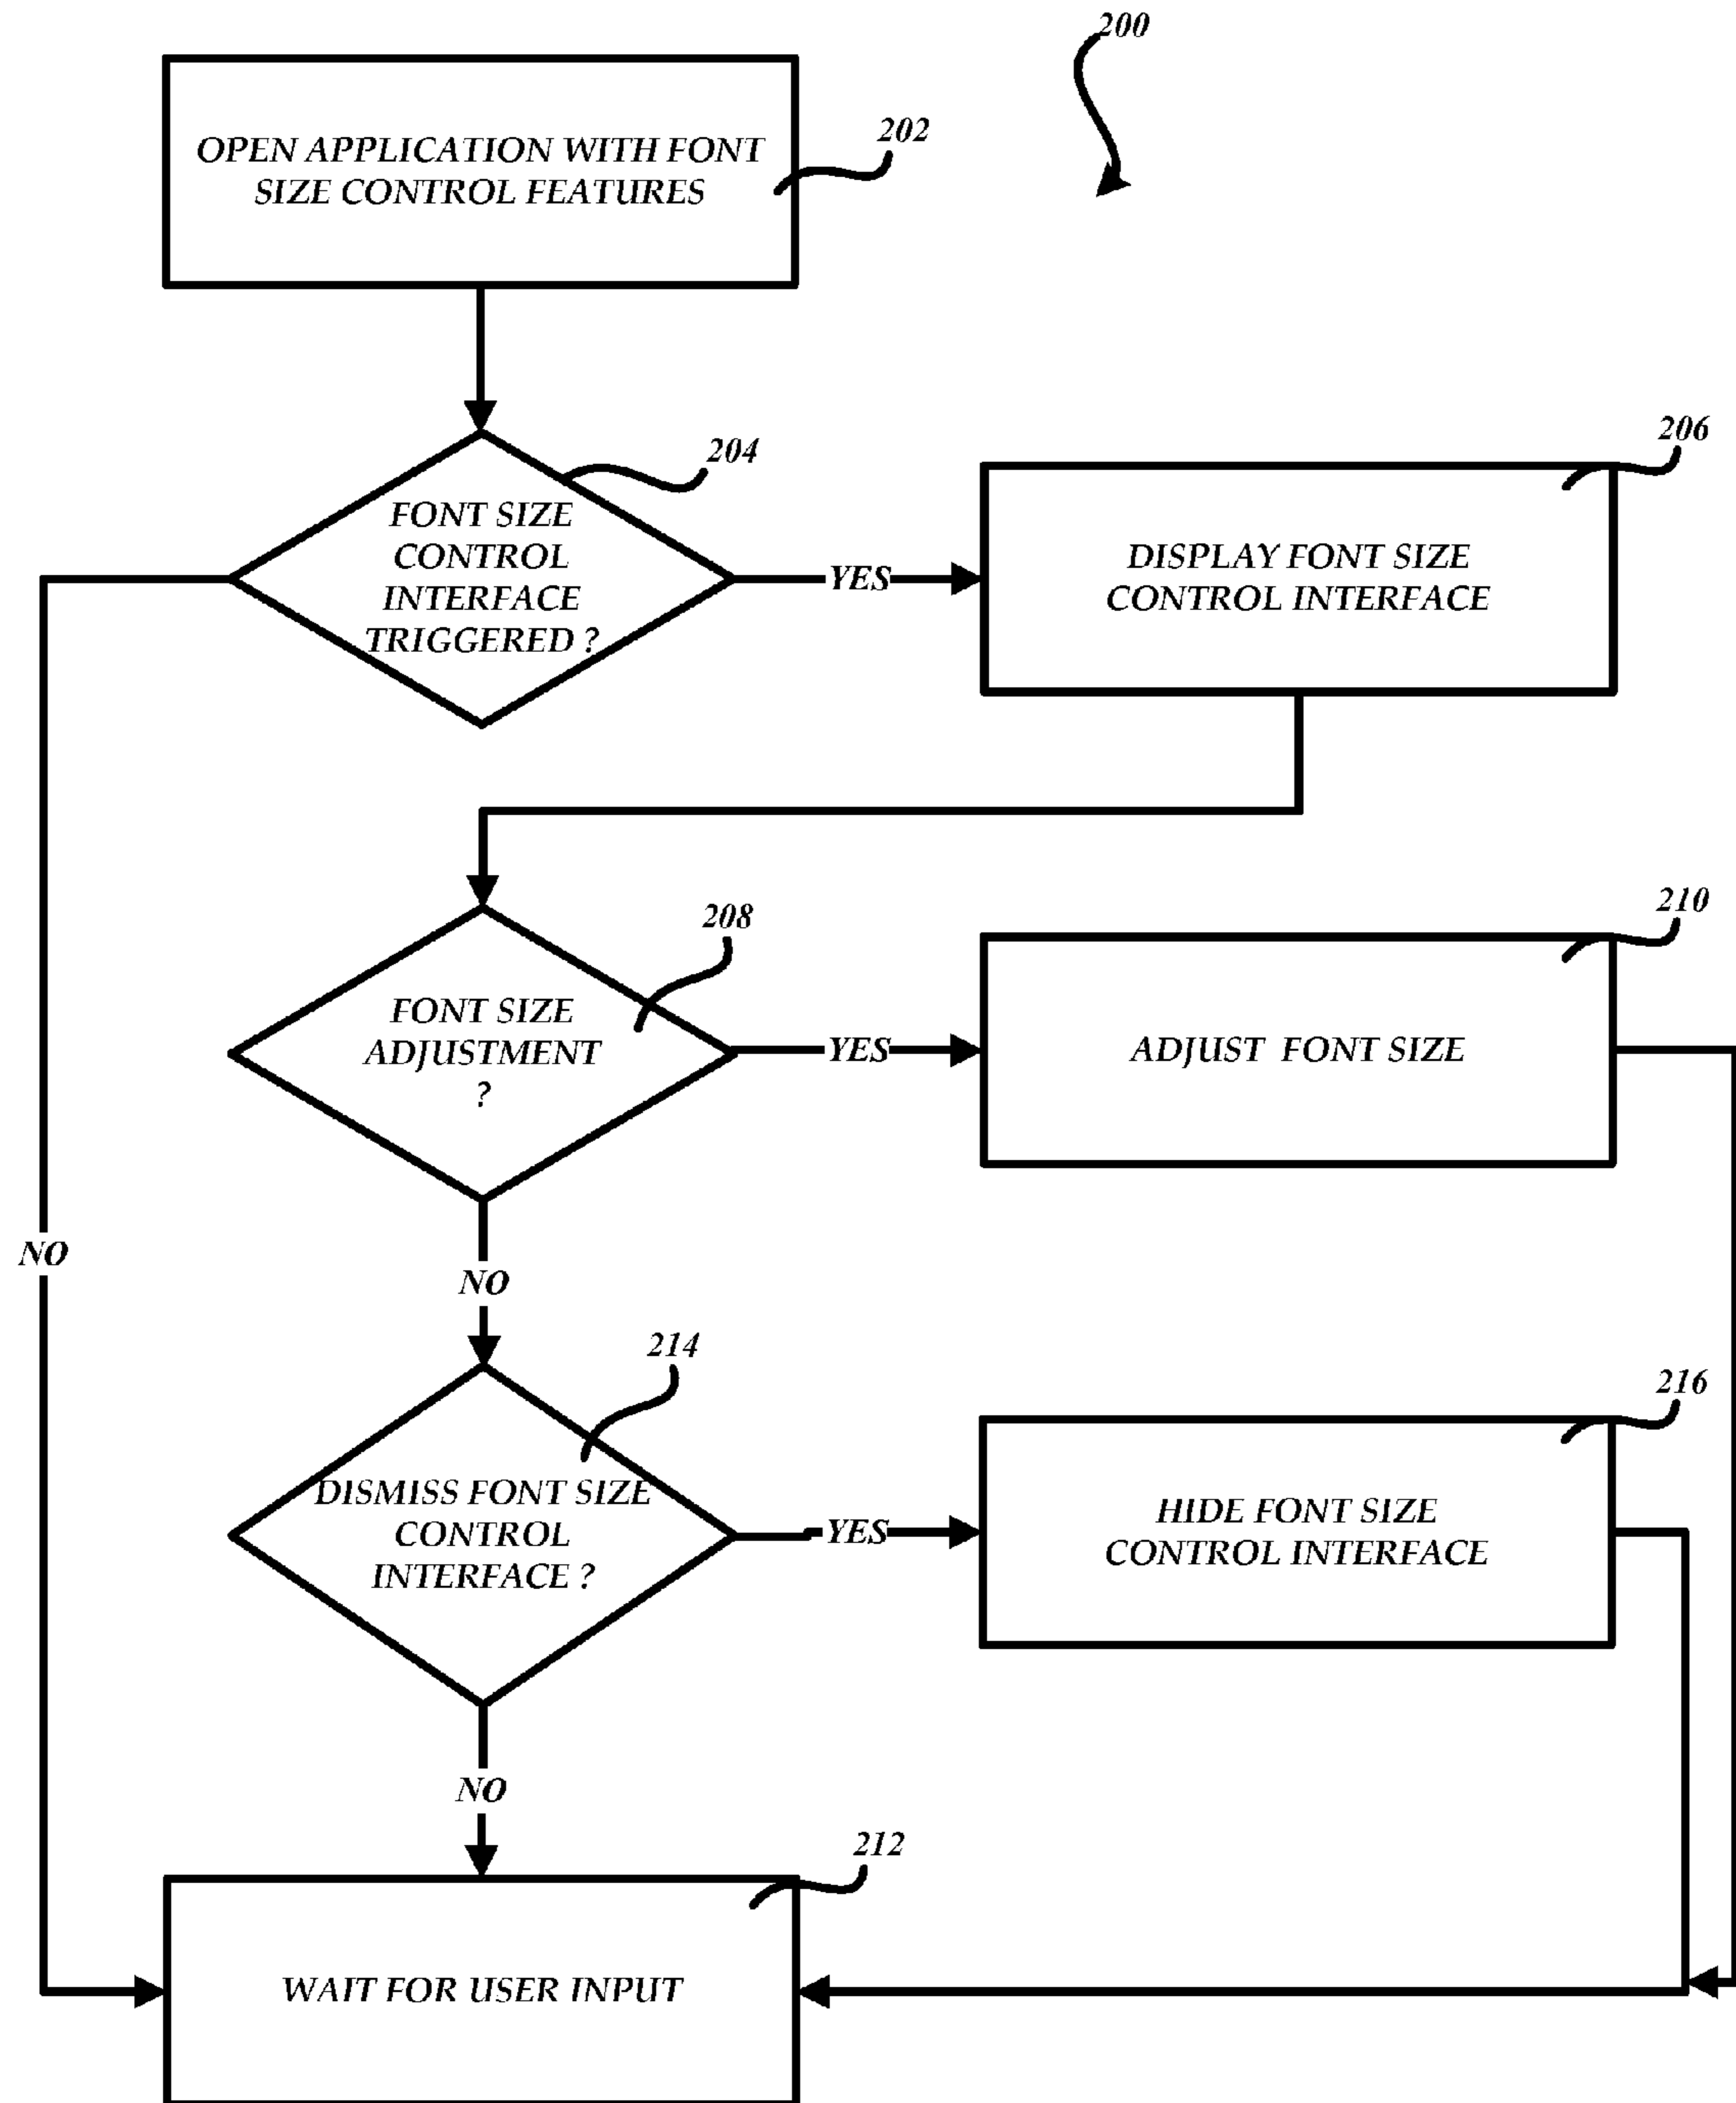 200
OPEN APPLICATION WITH FONT
SIZE CONTROL FEATURES
202
204
FONT SIZE
CONTROL
INTERFACE
TRIGGERED ?
YES
206
DISPLAY FONT SIZE
CONTROL INTERFACE
208
FONT SIZE
ADJUSTMENT
?
YES
210
ADJUST FONT SIZE
NO
NO
214
DISMISS FONT SIZE
CONTROL
INTERFACE ?
YES
216
HIDE FONT SIZE
CONTROL INTERFACE
NO
212
WAIT FOR USER INPUT